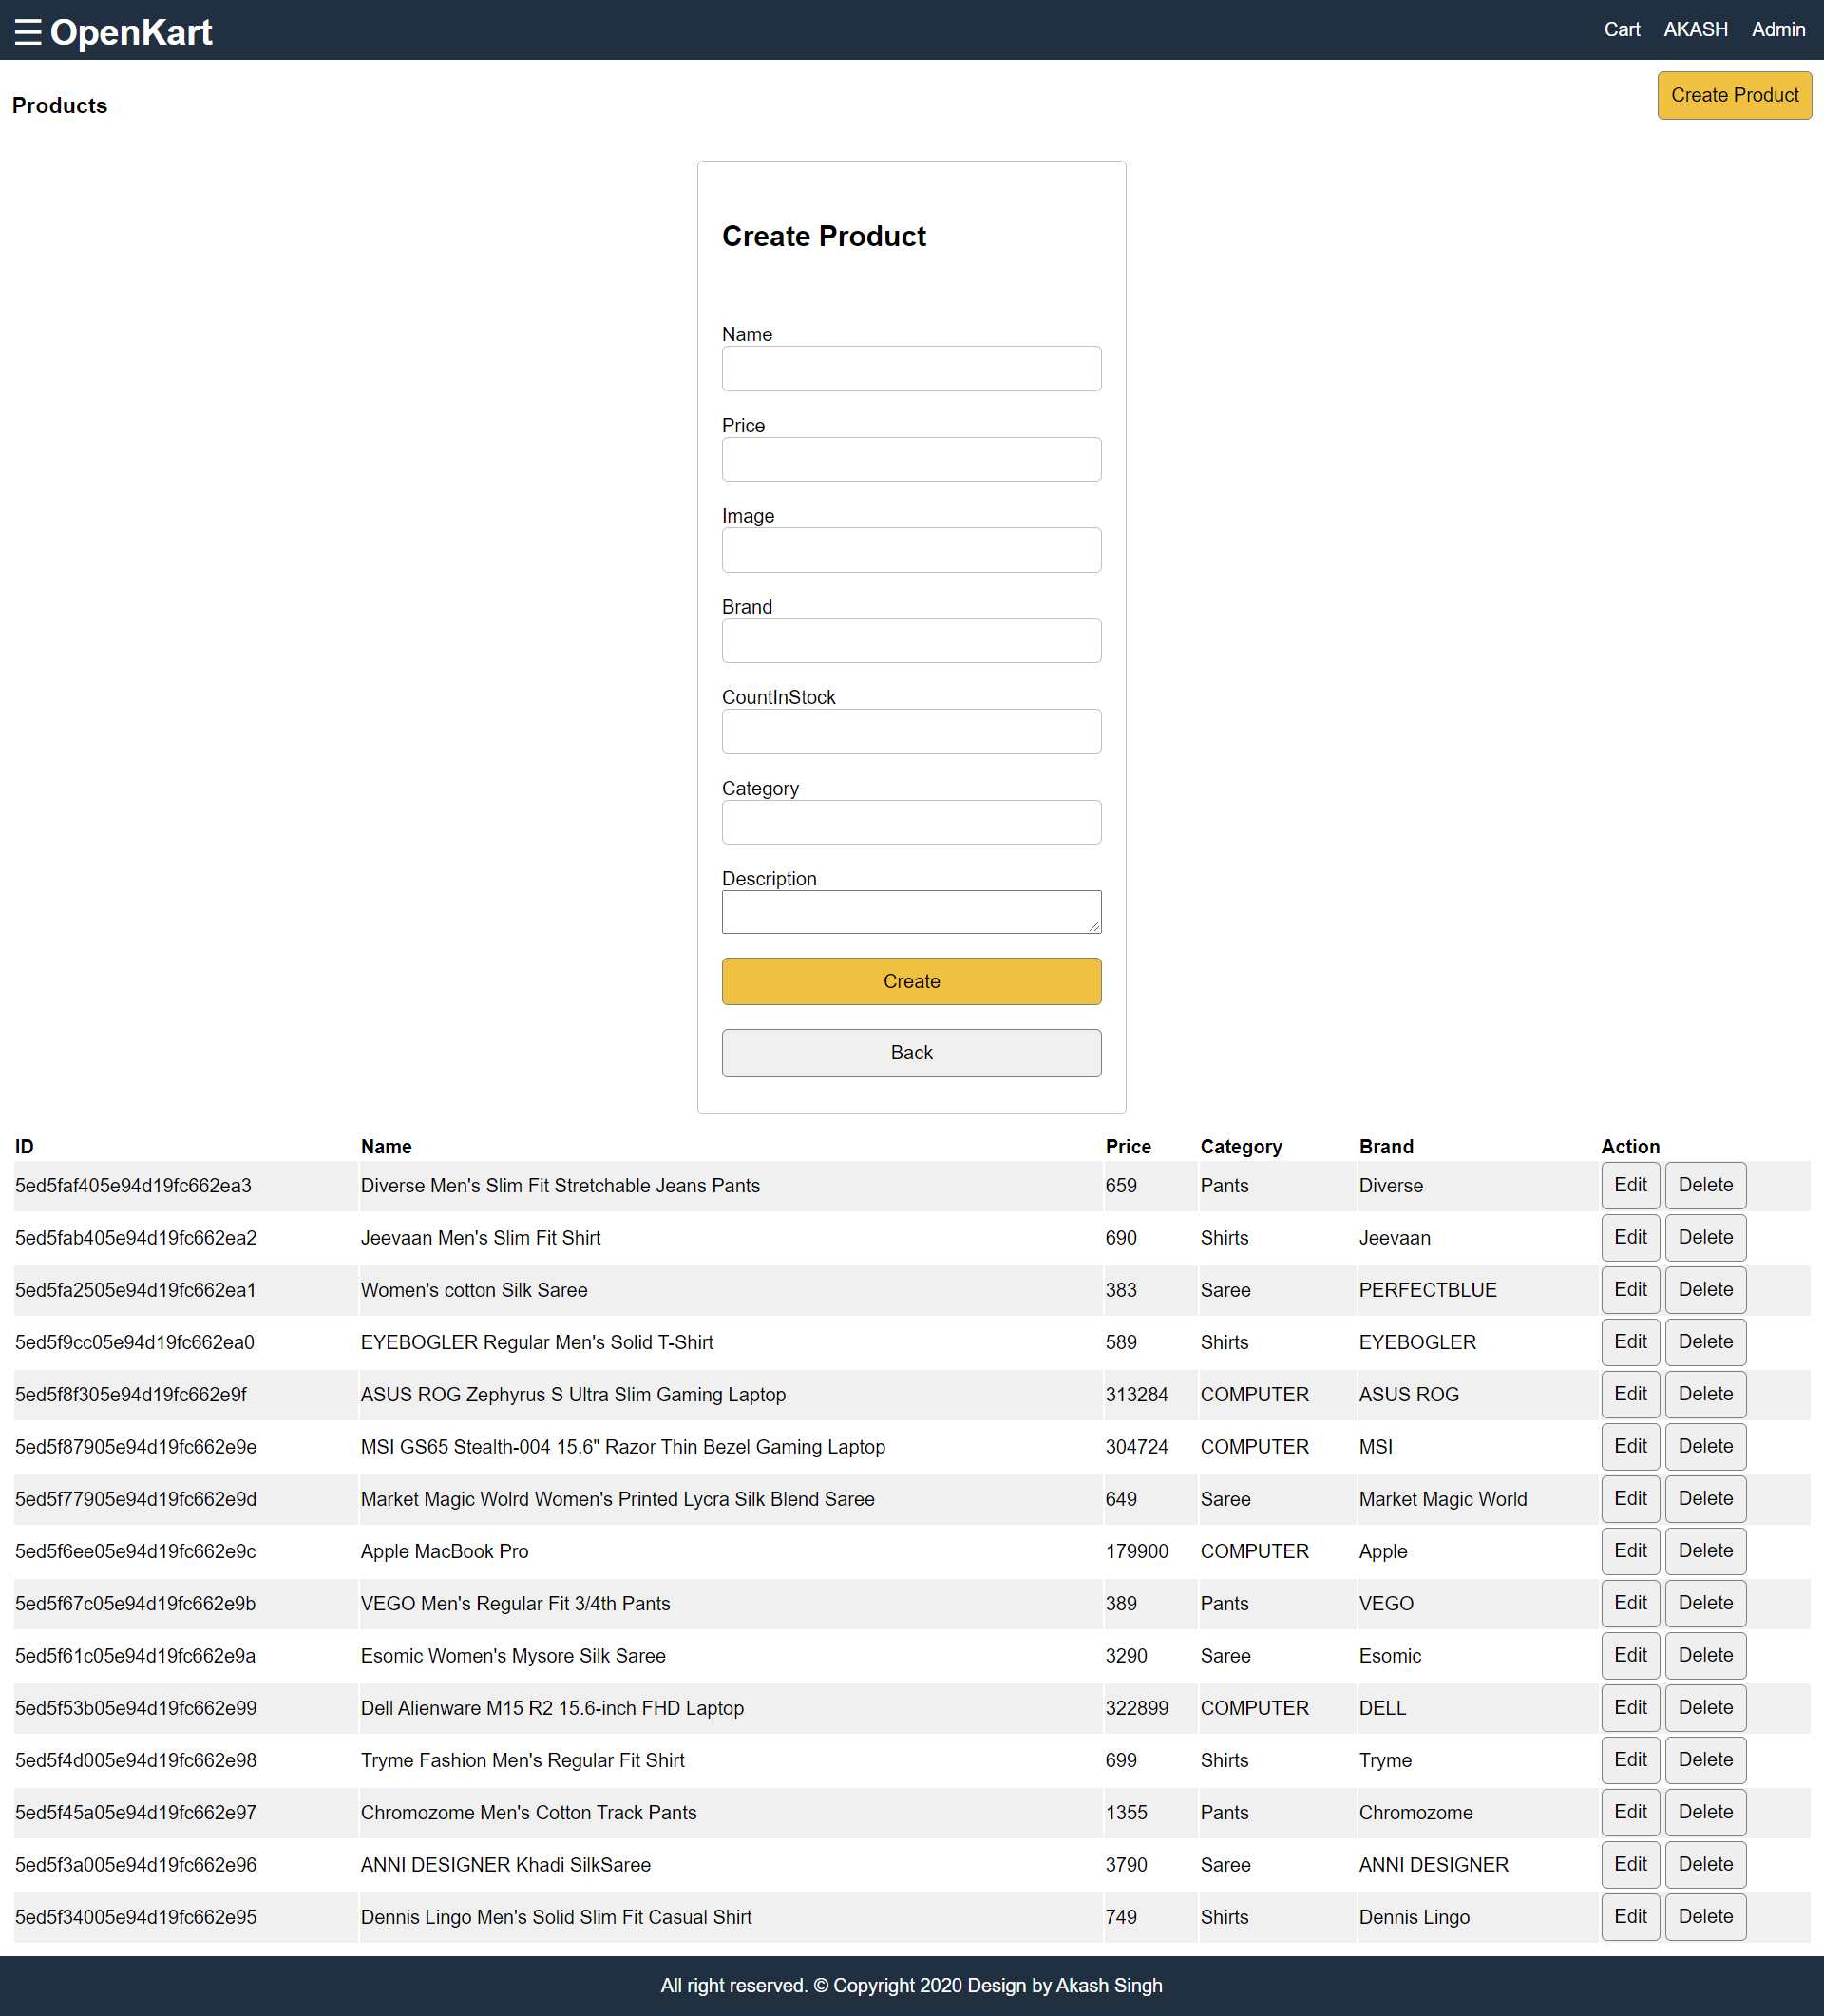 ☰ OpenKart Cart AKASH Admin
Products Create Product
Create Product
Name
Price
Image
Brand
CountInStock
Category
Description
Create
Back
ID Name Price Category Brand Action
5ed5faf405e94d19fc662ea3 Diverse Men's Slim Fit Stretchable Jeans Pants 659 Pants Diverse Edit Delete
5ed5fab405e94d19fc662ea2 Jeevaan Men's Slim Fit Shirt 690 Shirts Jeevaan Edit Delete
5ed5fa2505e94d19fc662ea1 Women's cotton Silk Saree 383 Saree PERFECTBLUE Edit Delete
5ed5f9cc05e94d19fc662ea0 EYEBOGLER Regular Men's Solid T-Shirt 589 Shirts EYEBOGLER Edit Delete
5ed5f8f305e94d19fc662e9f ASUS ROG Zephyrus S Ultra Slim Gaming Laptop 313284 COMPUTER ASUS ROG Edit Delete
5ed5f87905e94d19fc662e9e MSI GS65 Stealth-004 15.6" Razor Thin Bezel Gaming Laptop 304724 COMPUTER MSI Edit Delete
5ed5f77905e94d19fc662e9d Market Magic Wolrd Women's Printed Lycra Silk Blend Saree 649 Saree Market Magic World Edit Delete
5ed5f6ee05e94d19fc662e9c Apple MacBook Pro 179900 COMPUTER Apple Edit Delete
5ed5f67c05e94d19fc662e9b VEGO Men's Regular Fit 3/4th Pants 389 Pants VEGO Edit Delete
5ed5f61c05e94d19fc662e9a Esomic Women's Mysore Silk Saree 3290 Saree Esomic Edit Delete
5ed5f53b05e94d19fc662e99 Dell Alienware M15 R2 15.6-inch FHD Laptop 322899 COMPUTER DELL Edit Delete
5ed5f4d005e94d19fc662e98 Tryme Fashion Men's Regular Fit Shirt 699 Shirts Tryme Edit Delete
5ed5f45a05e94d19fc662e97 Chromozome Men's Cotton Track Pants 1355 Pants Chromozome Edit Delete
5ed5f3a005e94d19fc662e96 ANNI DESIGNER Khadi SilkSaree 3790 Saree ANNI DESIGNER Edit Delete
5ed5f34005e94d19fc662e95 Dennis Lingo Men's Solid Slim Fit Casual Shirt 749 Shirts Dennis Lingo Edit Delete
All right reserved. © Copyright 2020 Design by Akash Singh